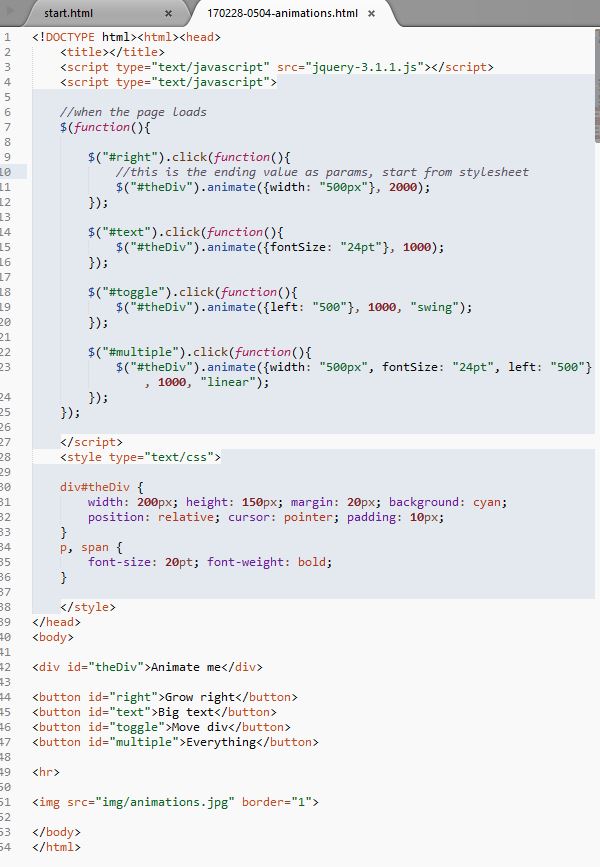 start.html × 170228-0504-animations.html ×
1 <!DOCTYPE html><html><head>
2 <title></title>
3 <script type="text/javascript" src="jquery-3.1.1.js"></script>
4 <script type="text/javascript">
5
6 //when the page loads
7 $(function(){
8
9 $("#right").click(function(){
10 //this is the ending value as params, start from stylesheet
11 $("#theDiv").animate({width: "500px"}, 2000);
12 });
13
14 $("#text").click(function(){
15 $("#theDiv").animate({fontSize: "24pt"}, 1000);
16 });
17
18 $("#toggle").click(function(){
19 $("#theDiv").animate({left: "500"}, 1000, "swing");
20 });
21
22 $("#multiple").click(function(){
23 $("#theDiv").animate({width: "500px", fontSize: "24pt", left: "500"}
, 1000, "linear");
24 });
25 });
26
27 </script>
28 <style type="text/css">
29
30 div#theDiv {
31 width: 200px; height: 150px; margin: 20px; background: cyan;
32 position: relative; cursor: pointer; padding: 10px;
33 }
34 p, span {
35 font-size: 20pt; font-weight: bold;
36 }
37
38 </style>
39 </head>
40 <body>
41
42 <div id="theDiv">Animate me</div>
43
44 <button id="right">Grow right</button>
45 <button id="text">Big text</button>
46 <button id="toggle">Move div</button>
47 <button id="multiple">Everything</button>
48
49 <hr>
50
51 <img src="img/animations.jpg" border="1">
52
53 </body>
54 </html>